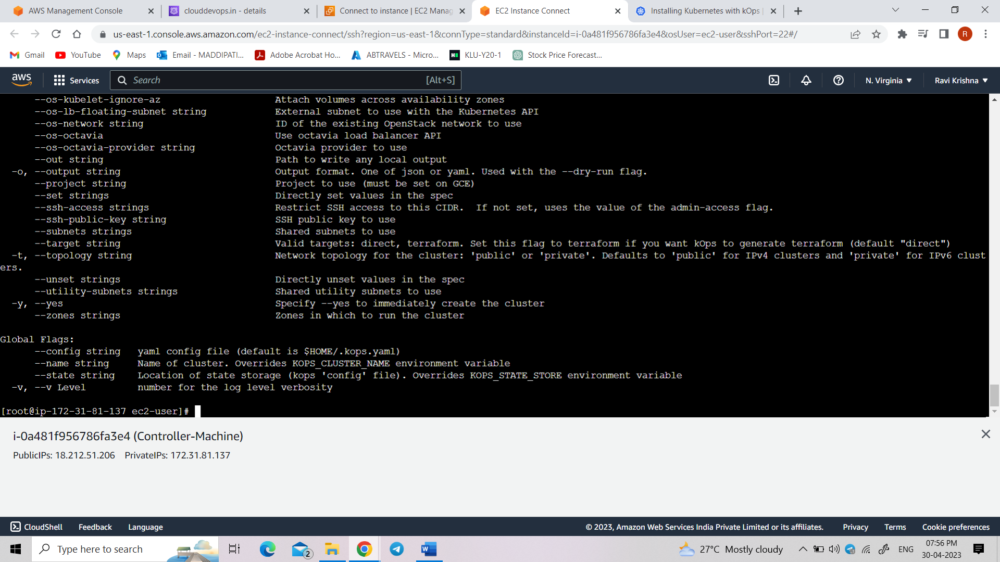 AWS Management Console
clouddevops.in - details
Connect to instance | EC2 Manag
EC2 Instance Connect
Installing Kubernetes with kOps |
us-east-1.console.aws.amazon.com/ec2-instance-connect/ssh?region=us-east-1&connType=standard&instanceId=i-0a481f956786fa3e4&osUser=ec2-user&sshPort=22#/
R
Gmail
YouTube
Maps
Email - MADDIPATI...
Adobe Acrobat Ho...
ABTRAVELS - Micro...
KLU-Y20-1
Stock Price Forecast...
aws
Services
Search
[Alt+S]
N. Virginia
Ravi Krishna
--os-kubelet-ignore-az Attach volumes across availability zones
--os-lb-floating-subnet string External subnet to use with the Kubernetes API
--os-network string ID of the existing OpenStack network to use
--os-octavia Use octavia load balancer API
--os-octavia-provider string Octavia provider to use
--out string Path to write any local output
-o, --output string Output format. One of json or yaml. Used with the --dry-run flag.
--project string Project to use (must be set on GCE)
--set strings Directly set values in the spec
--ssh-access strings Restrict SSH access to this CIDR.  If not set, uses the value of the admin-access flag.
--ssh-public-key string SSH public key to use
--subnets strings Shared subnets to use
--target string Valid targets: direct, terraform. Set this flag to terraform if you want kOps to generate terraform (default "direct")
-t, --topology string Network topology for the cluster: 'public' or 'private'. Defaults to 'public' for IPv4 clusters and 'private' for IPv6 clust
ers.
--unset strings Directly unset values in the spec
--utility-subnets strings Shared utility subnets to use
-y, --yes Specify --yes to immediately create the cluster
--zones strings Zones in which to run the cluster
Global Flags:
--config string yaml config file (default is $HOME/.kops.yaml)
--name string Name of cluster. Overrides KOPS_CLUSTER_NAME environment variable
--state string Location of state storage (kops 'config' file). Overrides KOPS_STATE_STORE environment variable
-v, --v Level number for the log level verbosity
[root@ip-172-31-81-137 ec2-user]#
i-0a481f956786fa3e4 (Controller-Machine)
PublicIPs: 18.212.51.206 PrivateIPs: 172.31.81.137
CloudShell
Feedback
Language
© 2023, Amazon Web Services India Private Limited or its affiliates.
Privacy
Terms
Cookie preferences
Type here to search
2
27°C Mostly cloudy
ENG
07:56 PM
30-04-2023